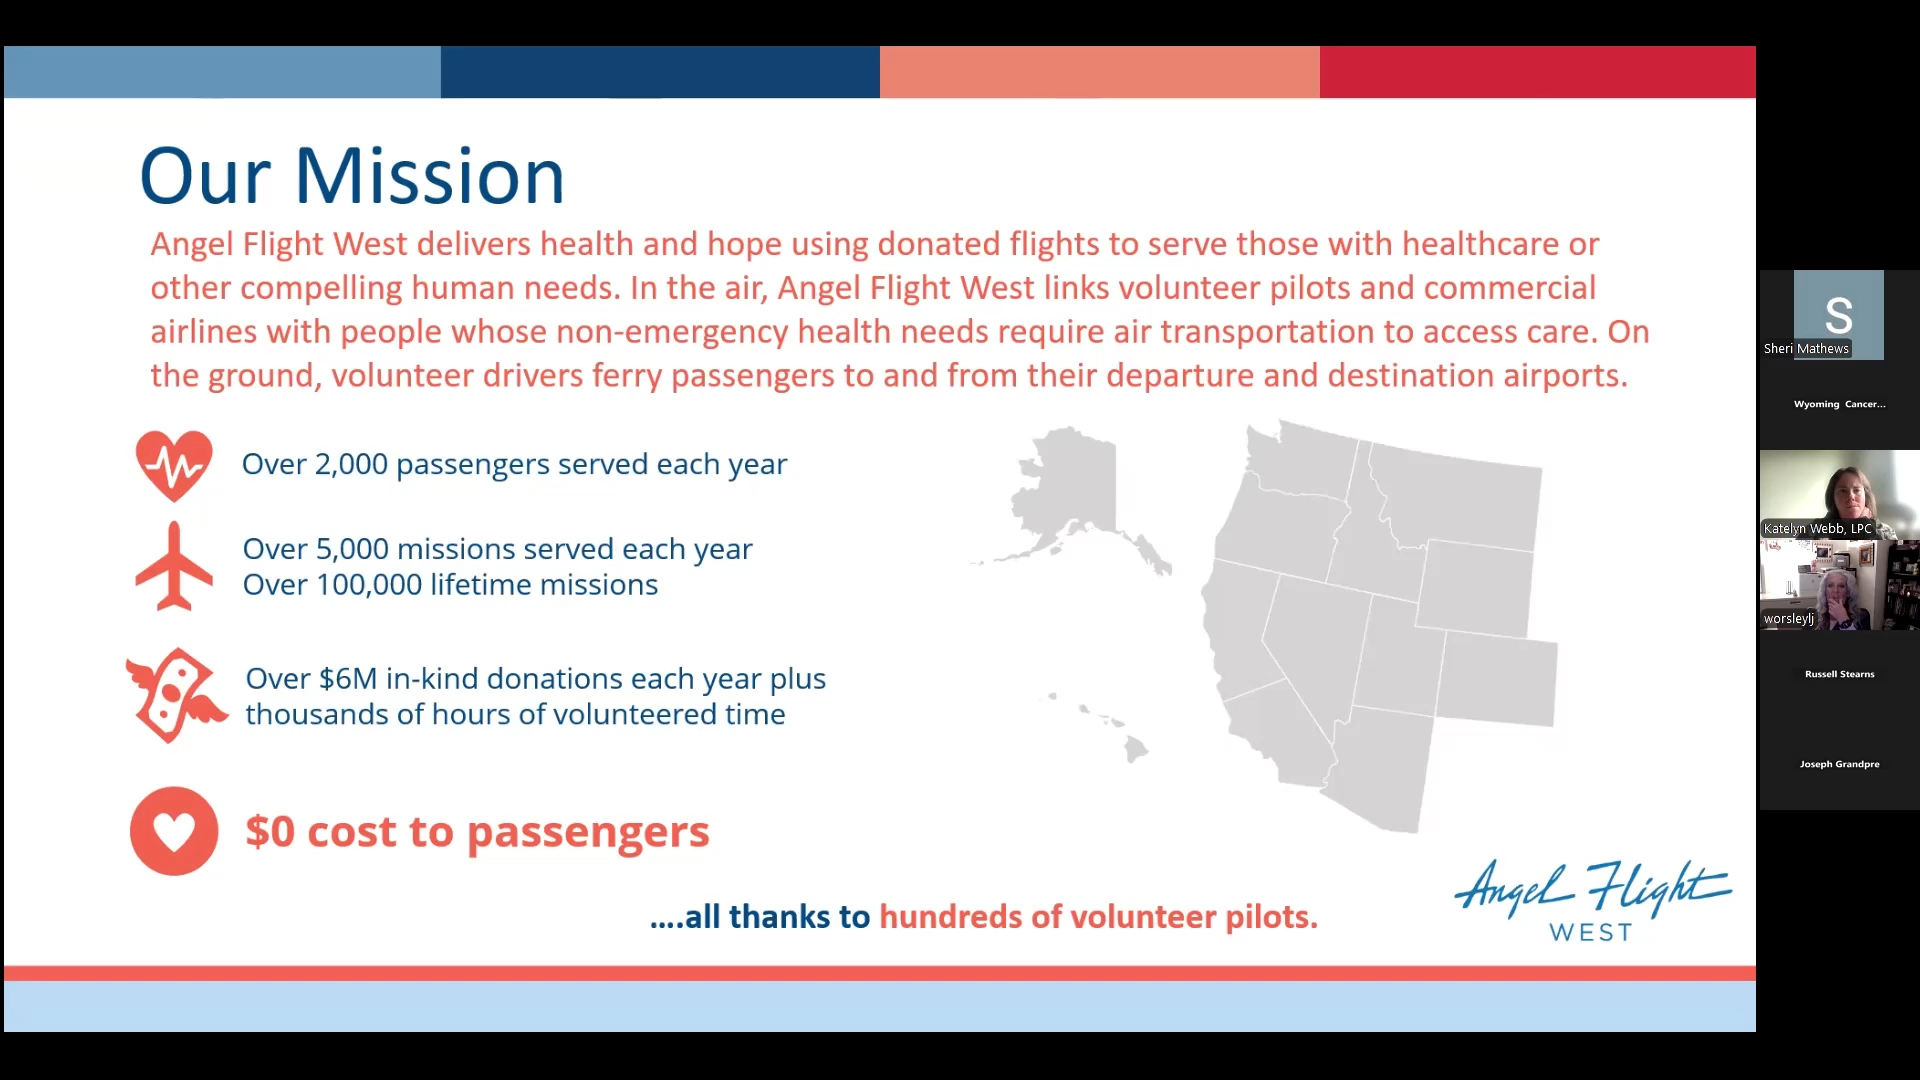 Our Mission
Angel Flight West delivers health and hope using donated flights to serve those with healthcare or
other compelling human needs. In the air, Angel Flight West links volunteer pilots and commercial
airlines with people whose non-emergency health needs require air transportation to access care. On
the ground, volunteer drivers ferry passengers to and from their departure and destination airports.
Over 2,000 passengers served each year
Over 5,000 missions served each year
Over 100,000 lifetime missions
Over $6M in-kind donations each year plus
thousands of hours of volunteered time
$0 cost to passengers
....all thanks to hundreds of volunteer pilots.
Angel Flight
WEST
S
Sheri Mathews
Wyoming Cancer...
Katelyn Webb, LPC
worsleylj
Russell Stearns
Joseph Grandpre